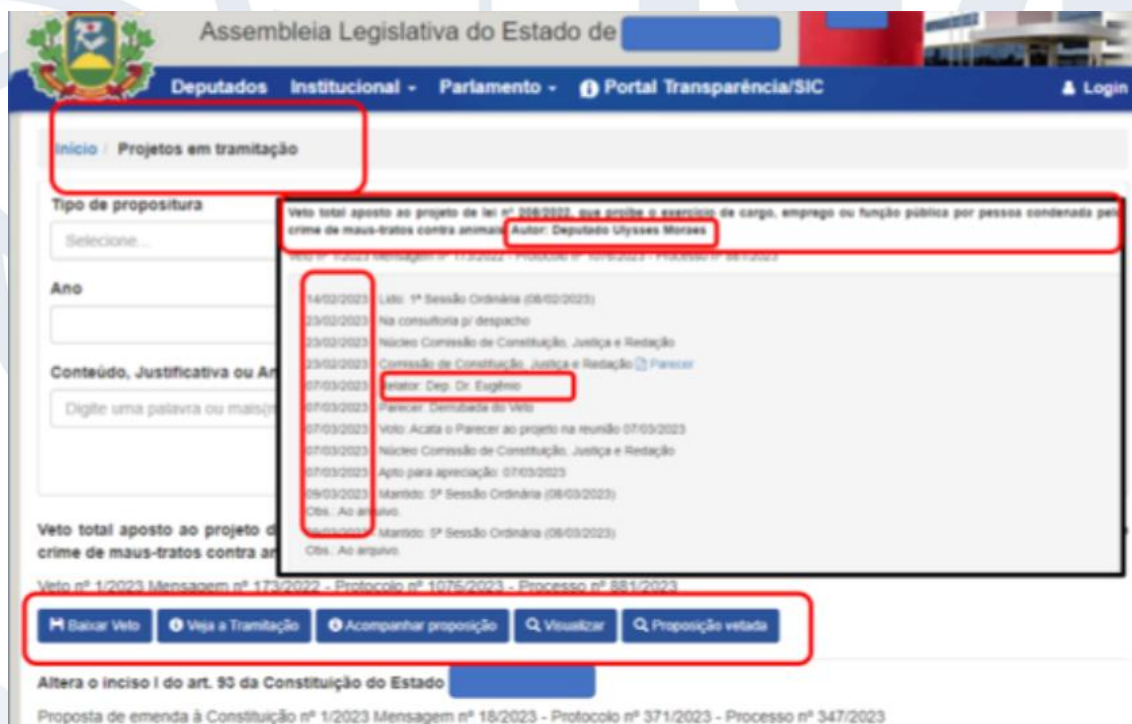 Assembleia Legislativa do Estado de
Deputados Institucional Parlamento Portal Transparência/SIC Login
Início / Projetos em tramitação
Tipo de propositura
Selecione...
Ano
Conteúdo, Justificativa ou
Digite uma palavra ou
Veto total aposto ao projeto de lei nº 208/2022, que proíbe o exercício de cargo, emprego ou função pública por pessoa condenada pelo
crime de maus-tratos contra animais. Autor: Deputado Ulysses Moraes
Veto nº 1/2023 Mensagem nº 173/2022 - Protocolo nº 1076/2023 - Processo nº 881/2023
14/02/2023 - Lido: 1ª Sessão Ordinária (08/02/2023)
23/02/2023 - Na consultoria p/ despacho
23/02/2023 - Núcleo Comissão de Constituição, Justiça e Redação
23/02/2023 - Comissão de Constituição, Justiça e Redação Parecer
07/03/2023 - Relator: Dep. Dr. Eugênio
07/03/2023 - Parecer: Derrubada do Veto
07/03/2023 - Voto: Acata o Parecer ao projeto na reunião 07/03/2023
07/03/2023 - Núcleo Comissão de Constituição, Justiça e Redação
07/03/2023 - Apto para apreciação: 07/03/2023
09/03/2023 - Mantido: 5ª Sessão Ordinária (08/03/2023)
Obs.: Ao arquivo.
09/03/2023 - Mantido: 5ª Sessão Ordinária (08/03/2023)
Obs.: Ao arquivo.
Veto total aposto ao projeto
crime de maus-tratos contra
Veto nº 1/2023 Mensagem nº 173/2022 - Protocolo nº 1076/2023 - Processo nº 881/2023
Baixar Veto Veja a Tramitação Acompanhar proposição Visualizar Proposição vetada
Altera o inciso I do art. 93 da Constituição do Estado
Proposta de emenda à Constituição nº 1/2023 Mensagem nº 18/2023 - Protocolo nº 371/2023 - Processo nº 347/2023